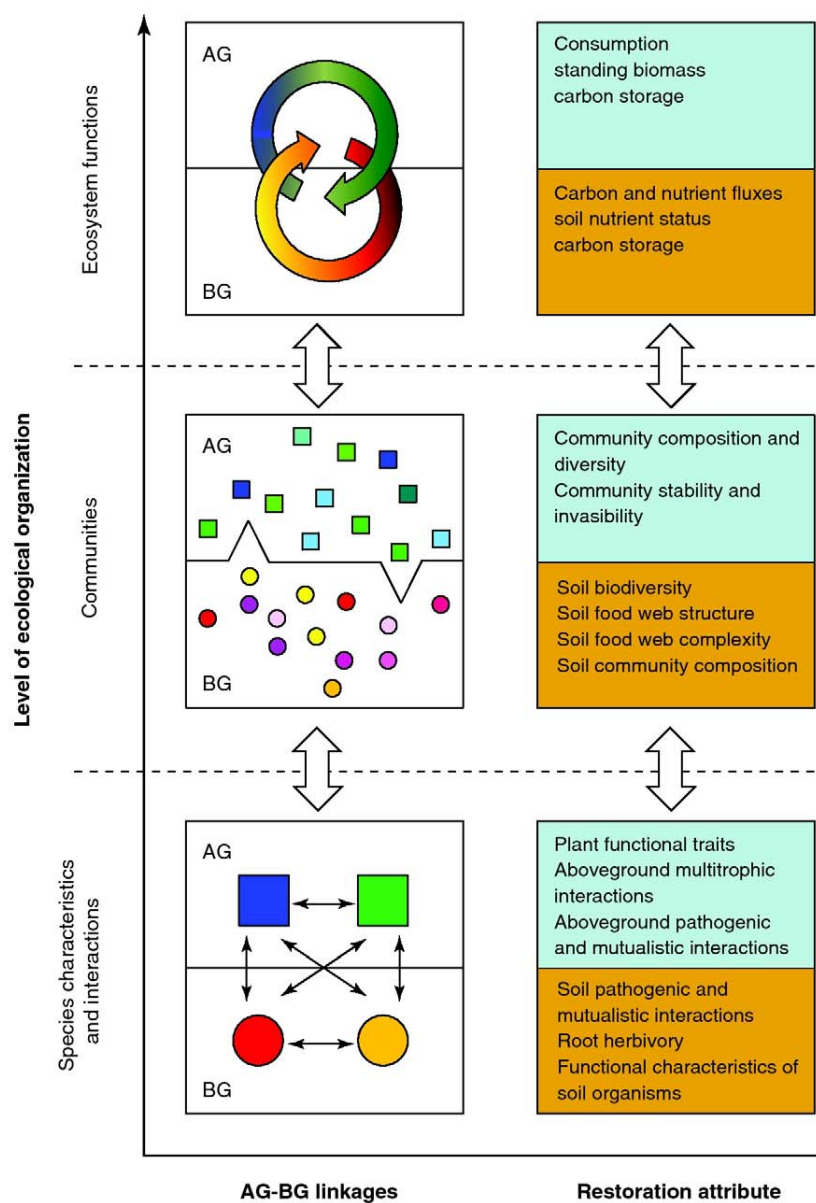 Level of ecological organization
Ecosystem functions
AG
BG
Consumption
standing biomass
carbon storage
Carbon and nutrient fluxes
soil nutrient status
carbon storage
Communities
AG
BG
Community composition and
diversity
Community stability and
invasibility
Soil biodiversity
Soil food web structure
Soil food web complexity
Soil community composition
Species characteristics
and interactions
AG
BG
Plant functional traits
Aboveground multitrophic
interactions
Aboveground pathogenic
and mutualistic interactions
Soil pathogenic and
mutualistic interactions
Root herbivory
Functional characteristics of
soil organisms
AG-BG linkages
Restoration attribute